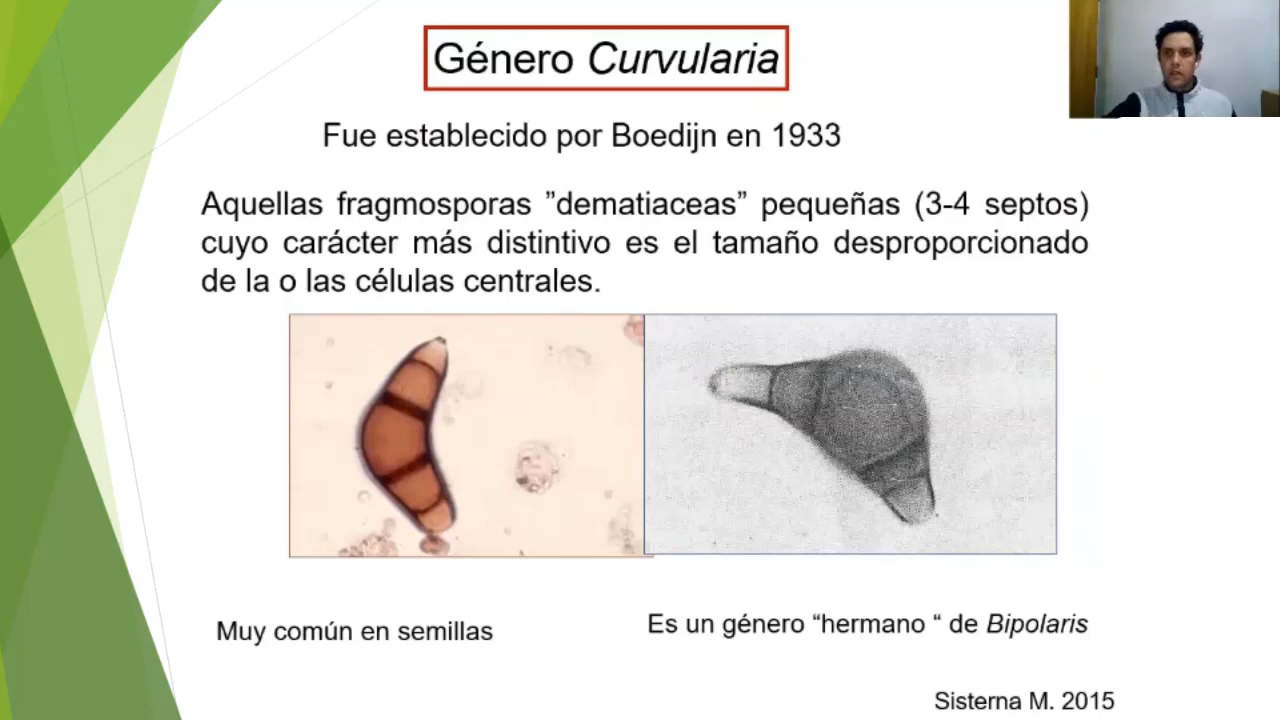 Género Curvularia
Fue establecido por Boedijn en 1933
Aquellas fragmosporas ”dematiaceas” pequeñas (3-4 septos)
cuyo carácter más distintivo es el tamaño desproporcionado
de la o las células centrales.
Muy común en semillas
Es un género “hermano “ de Bipolaris
Sisterna M. 2015